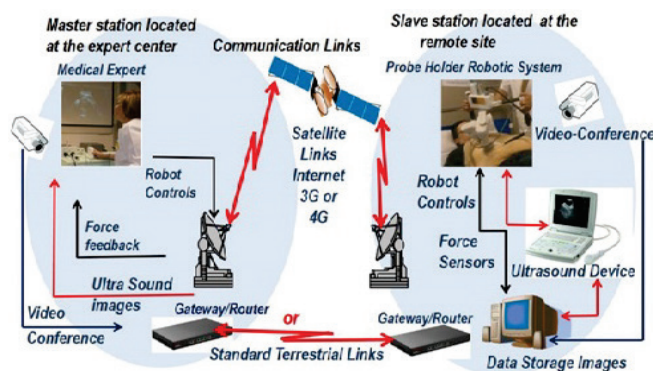 Master station located
at the expert center
Medical Expert
Communication Links
Slave station located at the
remote site
Probe Holder Robotic System
Video-Conference
Satellite
Links
Internet
3G or
4G
Robot
Controls
Force
feedback
Ultra Sound
images
Video
Conference
Robot
Controls
Force
Sensors
Ultrasound Device
Gateway/Router
or
Gateway/Router
Standard Terrestrial Links
Data Storage Images